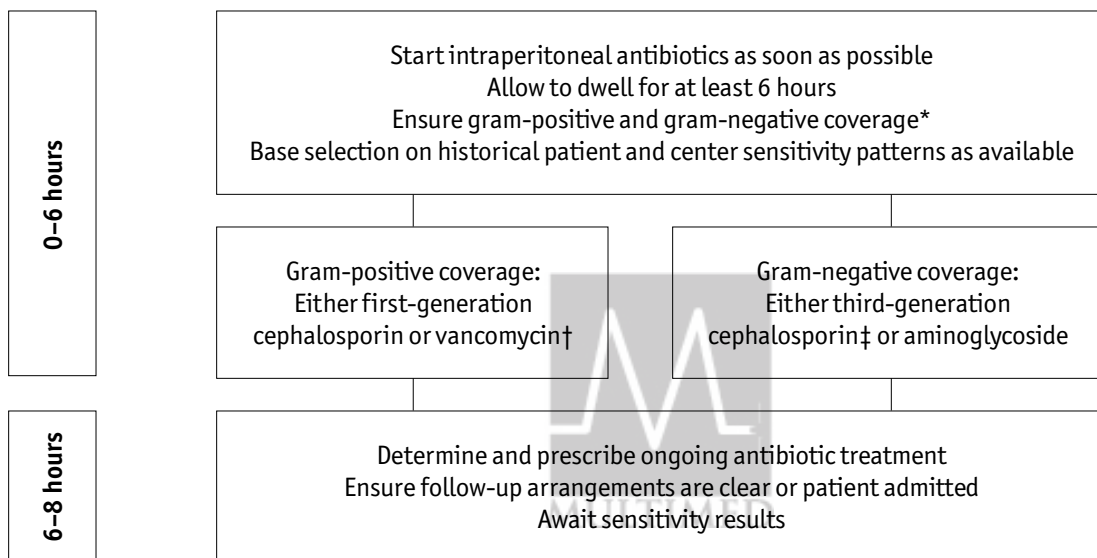 0–6 hours
Start intraperitoneal antibiotics as soon as possible
Allow to dwell for at least 6 hours
Ensure gram-positive and gram-negative coverage*
Base selection on historical patient and center sensitivity patterns as available
Gram-positive coverage:
Either first-generation
cephalosporin or vancomycin†
Gram-negative coverage:
Either third-generation
cephalosporin‡ or aminoglycoside
6–8 hours
Determine and prescribe ongoing antibiotic treatment
Ensure follow-up arrangements are clear or patient admitted
Await sensitivity results
MULTIMED